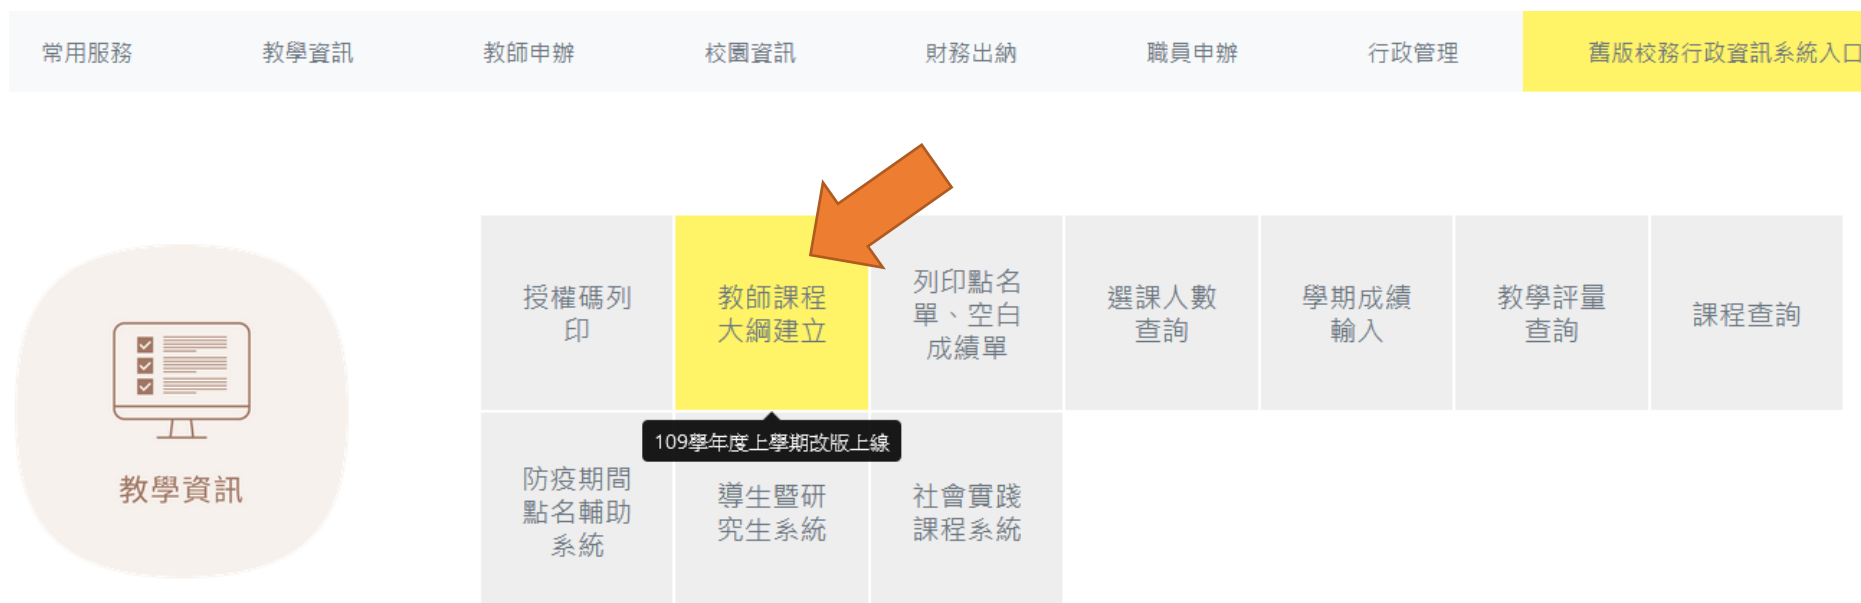 常用服務
教學資訊
教師申辦
校園資訊
財務出納
職員申辦
行政管理
舊版校務行政資訊系統入口
教學資訊
授權碼列
印
教師課程
大綱建立
列印點名
單、空白
成績單
選課人數
查詢
學期成績
輸入
教學評量
查詢
課程查詢
109學年度上學期改版上線
防疫期間
點名輔助
系統
導生暨研
究生系統
社會實踐
課程系統